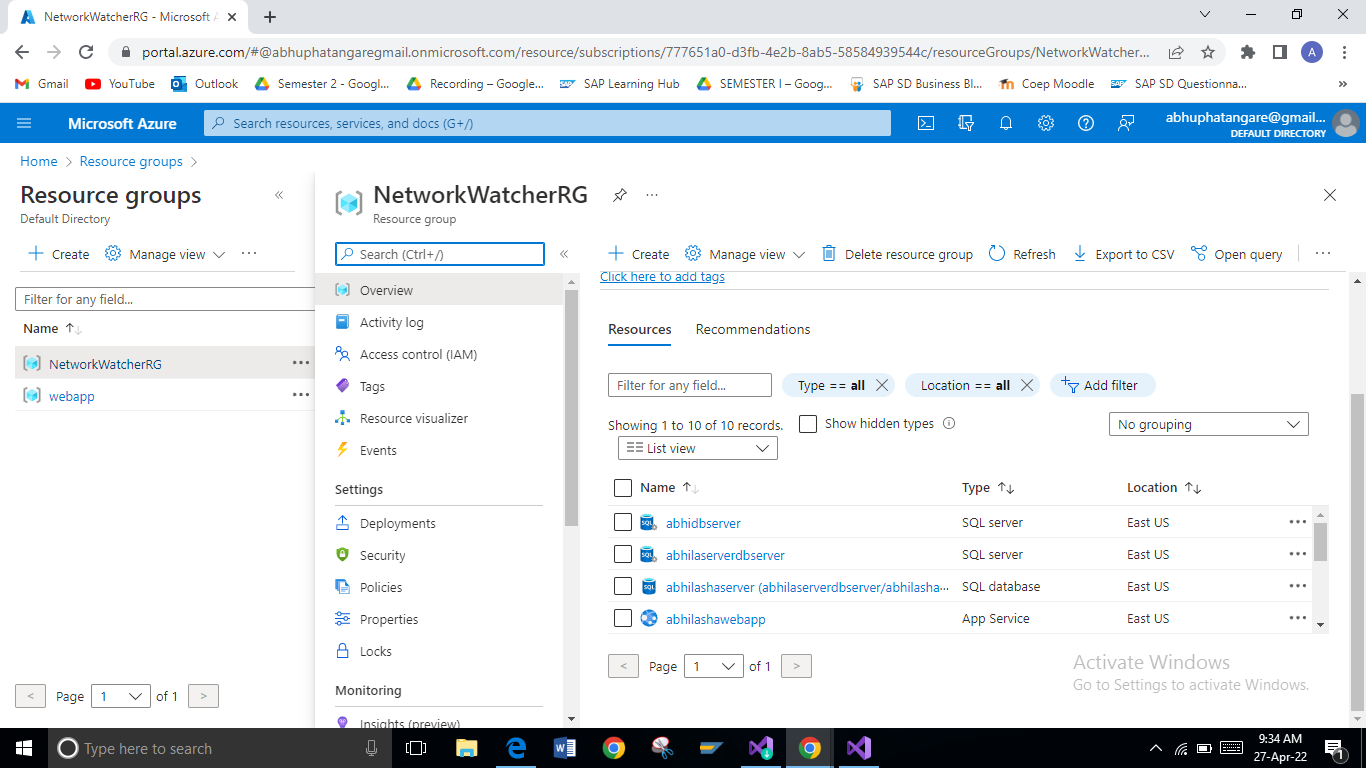 NetworkWatcherRG - Microsoft A
portal.azure.com/#@abhuphatangaregmail.onmicrosoft.com/resource/subscriptions/777651a0-d3fb-4e2b-8ab5-58584939544c/resourceGroups/NetworkWatcher...
A
Gmail YouTube Outlook Semester 2 - Googl... Recording – Google... SAP Learning Hub SEMESTER I – Goog... SAP SD Business Bl... Coep Moodle SAP SD Questionna... »
Microsoft Azure
Search resources, services, and docs (G+/)
abhuphatangare@gmail...
DEFAULT DIRECTORY
Home > Resource groups >
Resource groups «
Default Directory
+ Create Manage view ...
Filter for any field...
Name ↑↓
NetworkWatcherRG ...
webapp ...
< Page 1 of 1 >
NetworkWatcherRG ...
Resource group
Search (Ctrl+/) «
Overview
Activity log
Access control (IAM)
Tags
Resource visualizer
Events
Settings
Deployments
Security
Policies
Properties
Locks
Monitoring
Insights (preview)
+ Create Manage view Delete resource group Refresh Export to CSV Open query ...
Click here to add tags
Resources Recommendations
Filter for any field... Type == all Location == all Add filter
Showing 1 to 10 of 10 records. Show hidden types No grouping
List view
Name ↑↓ Type ↑↓ Location ↑↓
SQL abhidbserver SQL server East US ...
SQL abhilaserverdbserver SQL server East US ...
SQL abhilashaserver (abhilaserverdbserver/abhilasha... SQL database East US ...
abhilashawebapp App Service East US ...
< Page 1 of 1 >
Activate Windows
Go to Settings to activate Windows.
Type here to search
9:34 AM
27-Apr-22
1